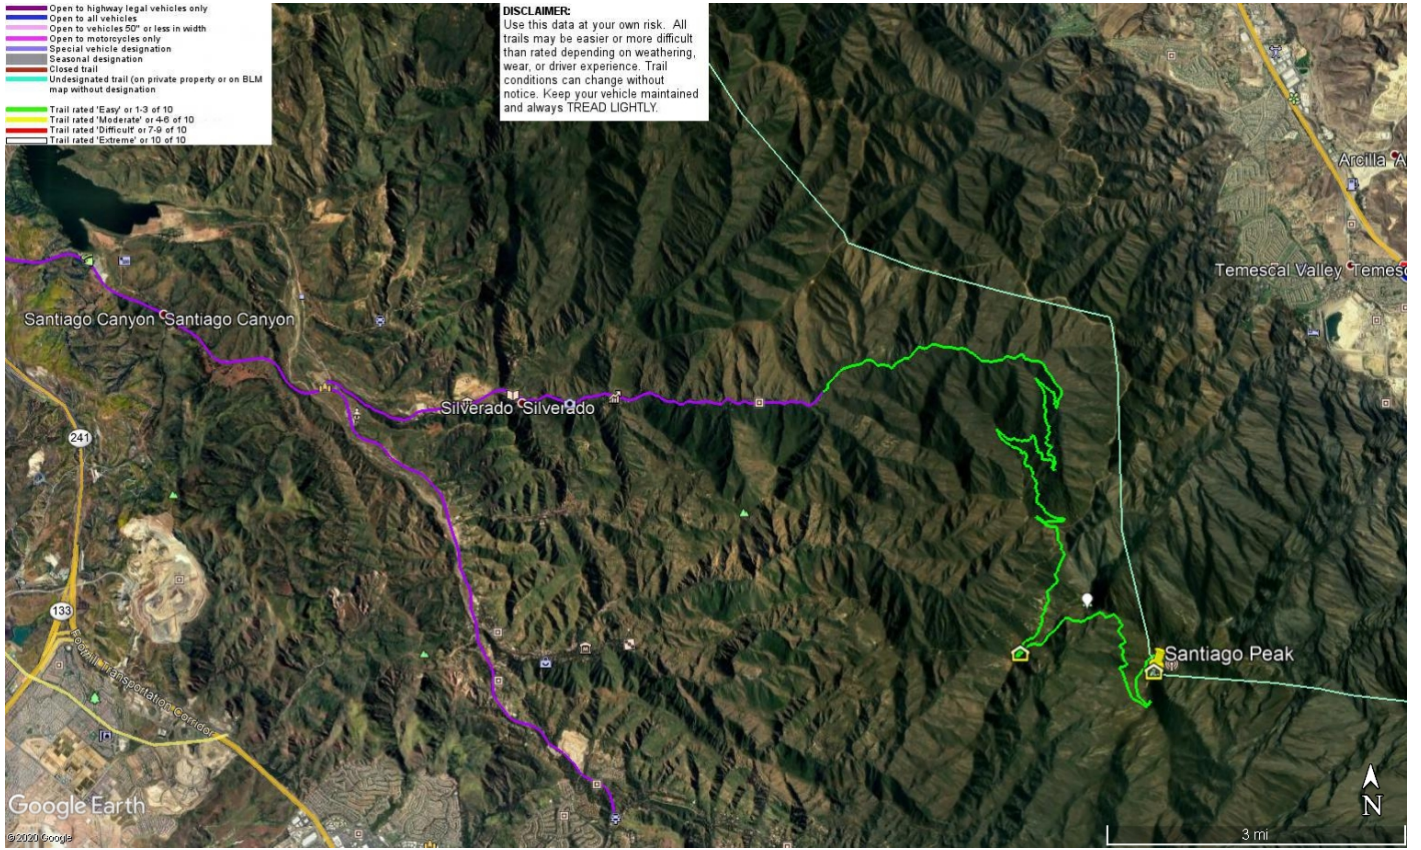 Open to highway legal vehicles only
Open to all vehicles
Open to vehicles 50" or less in width
Open to motorcycles only
Special vehicle designation
Seasonal designation
Closed trail
Undesignated trail (on private property or on BLM
map without designation
Trail rated 'Easy' or 1-3 of 10
Trail rated 'Moderate' or 4-6 of 10
Trail rated 'Difficult' or 7-9 of 10
Trail rated 'Extreme' or 10 of 10
DISCLAIMER:
Use this data at your own risk. All
trails may be easier or more difficult
than rated depending on weathering,
wear, or driver experience. Trail
conditions can change without
notice. Keep your vehicle maintained
and always TREAD LIGHTLY.
Arcilla
Temescal Valley
Santiago Canyon Santiago Canyon
Silverado Silverado
241
133
Foothill Transportation Corridor
Santiago Peak
Google Earth
© 2020 Google
N
3 mi